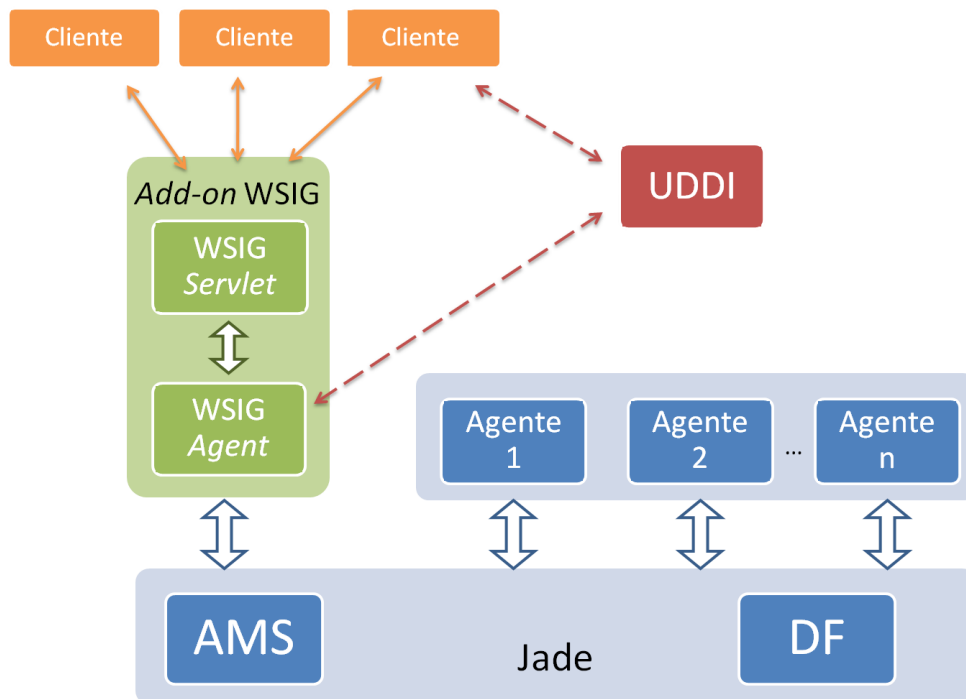 Cliente
Cliente
Cliente
Add-on WSIG
UDDI
WSIG
Servlet
WSIG
Agent
Agente
1
Agente
2
...
Agente
n
AMS
Jade
DF